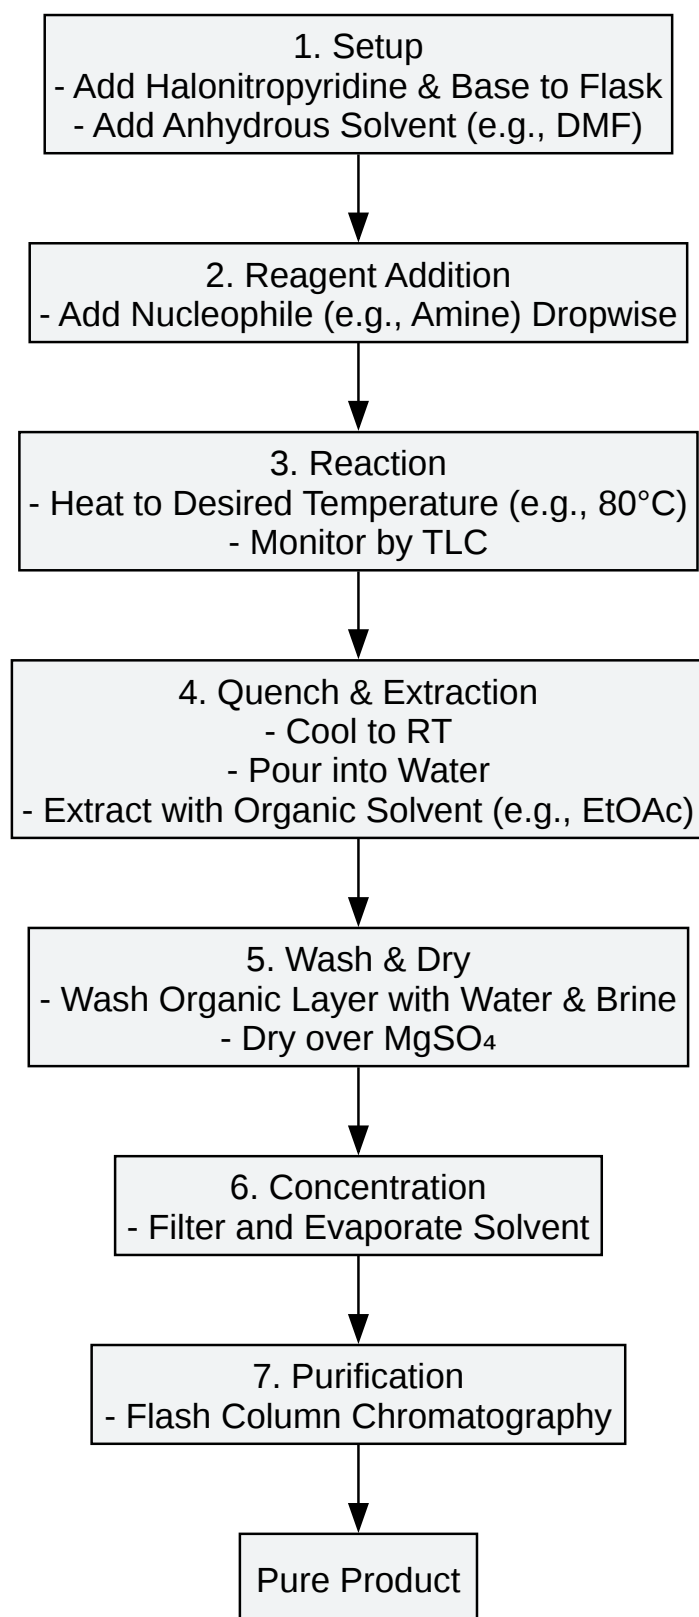 1. Setup
- Add Halonitropyridine & Base to Flask
- Add Anhydrous Solvent (e.g., DMF)
2. Reagent Addition
- Add Nucleophile (e.g., Amine) Dropwise
3. Reaction
- Heat to Desired Temperature (e.g., 80°C)
- Monitor by TLC
4. Quench & Extraction
- Cool to RT
- Pour into Water
- Extract with Organic Solvent (e.g., EtOAc)
5. Wash & Dry
- Wash Organic Layer with Water & Brine
- Dry over MgSO₄
6. Concentration
- Filter and Evaporate Solvent
7. Purification
- Flash Column Chromatography
Pure Product